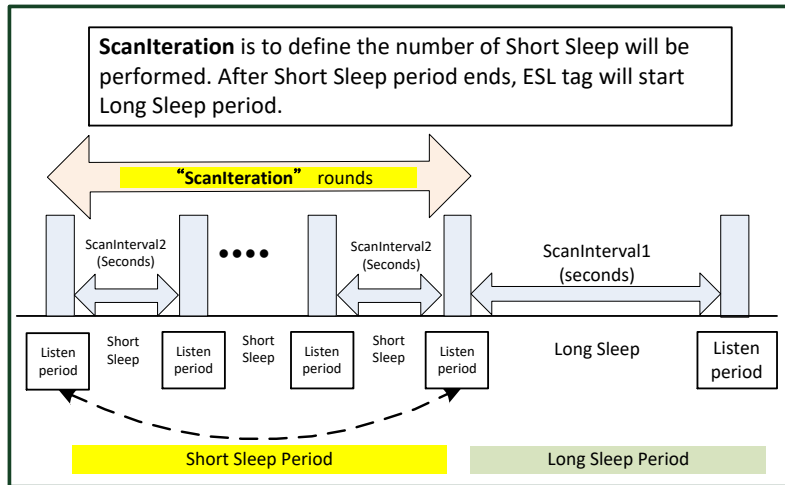 ScanIteration is to define the number of Short Sleep will be
performed. After Short Sleep period ends, ESL tag will start
Long Sleep period.
“ScanIteration” rounds
ScanInterval2
(Seconds)
••••
ScanInterval2
(Seconds)
ScanInterval1
(seconds)
Listen
period
Short
Sleep
Listen
period
Short
Sleep
Listen
period
Short
Sleep
Listen
period
Long Sleep
Listen
period
Short Sleep Period
Long Sleep Period